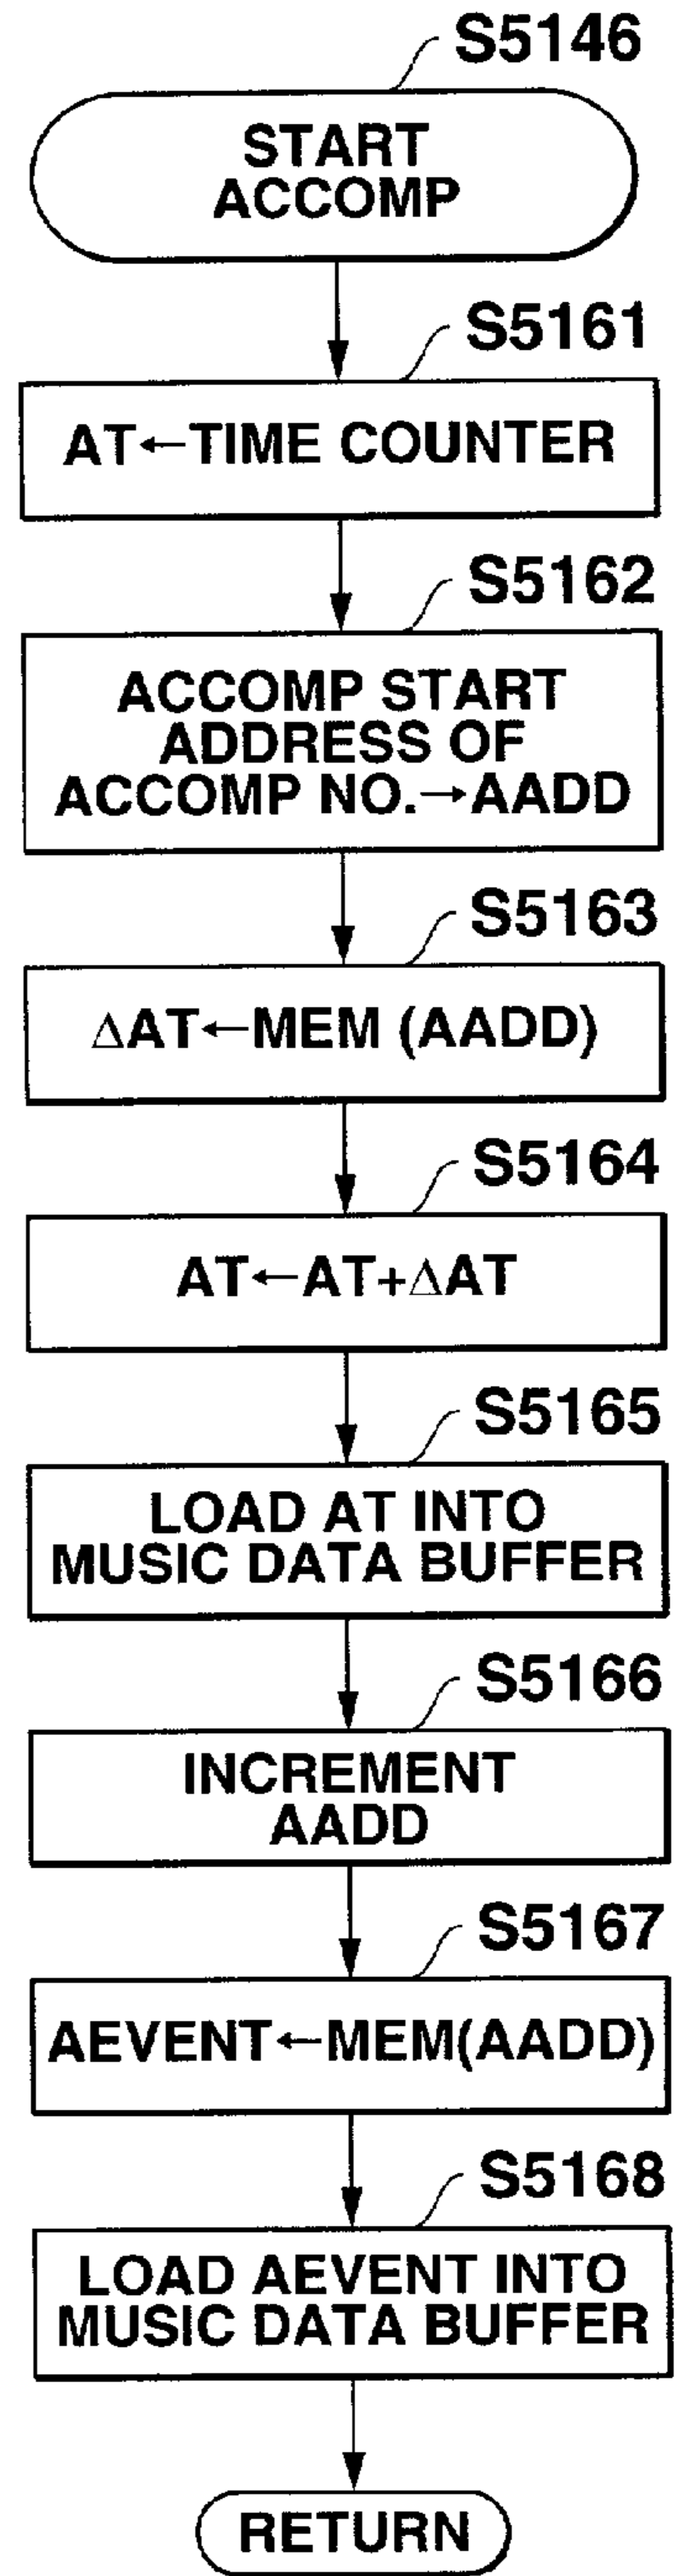 S5146
START
ACCOMP
S5161
AT←TIME COUNTER
S5162
ACCOMP START
ADDRESS OF
ACCOMP NO.→AADD
S5163
ΔAT←MEM (AADD)
S5164
AT←AT+ΔAT
S5165
LOAD AT INTO
MUSIC DATA BUFFER
S5166
INCREMENT
AADD
S5167
AEVENT←MEM(AADD)
S5168
LOAD AEVENT INTO
MUSIC DATA BUFFER
RETURN